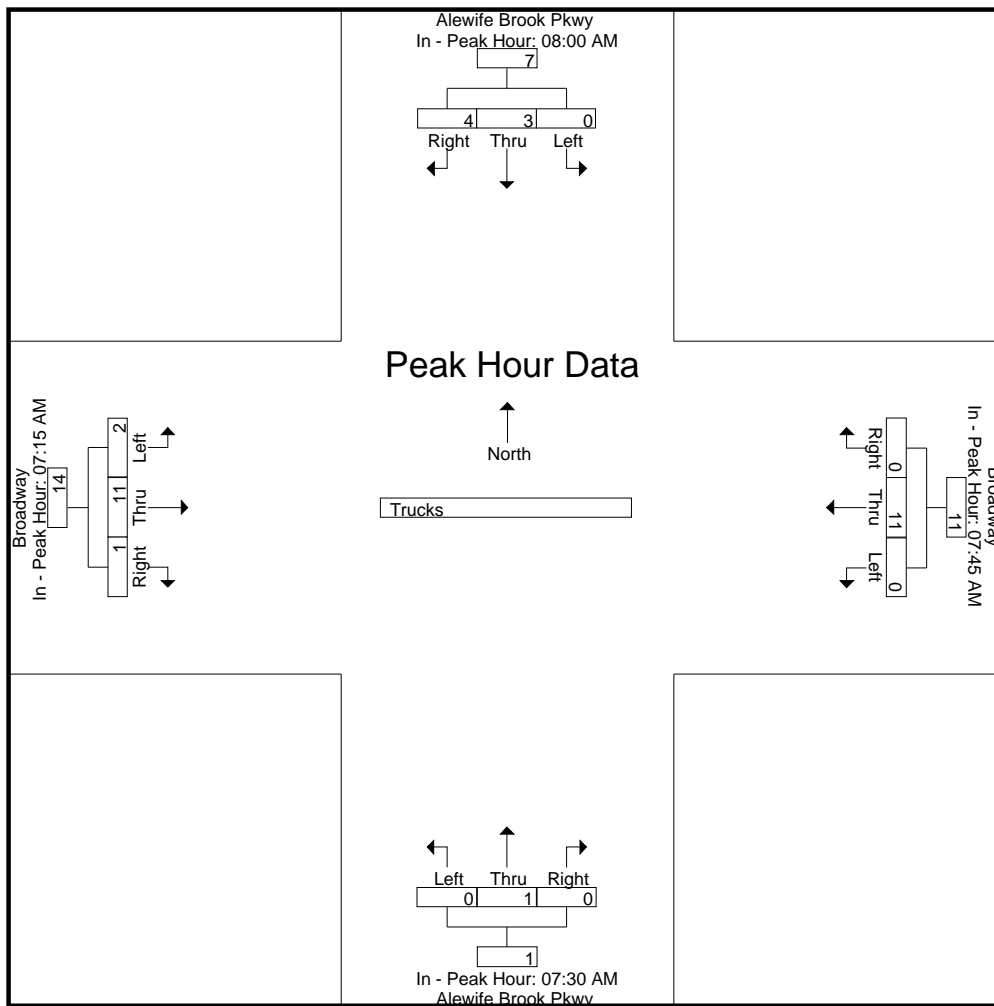 Alewife Brook Pkwy
In - Peak Hour: 08:00 AM
7
4 3 0
Right Thru Left
Peak Hour Data
North
Trucks
Broadway
In - Peak Hour: 07:15 AM
14
2 11 1
Left Thru Right
Broadway
In - Peak Hour: 07:45 AM
11
0 11 0
Right Thru Left
Left Thru Right
0 1 0
1
In - Peak Hour: 07:30 AM
Alewife Brook Pkwy